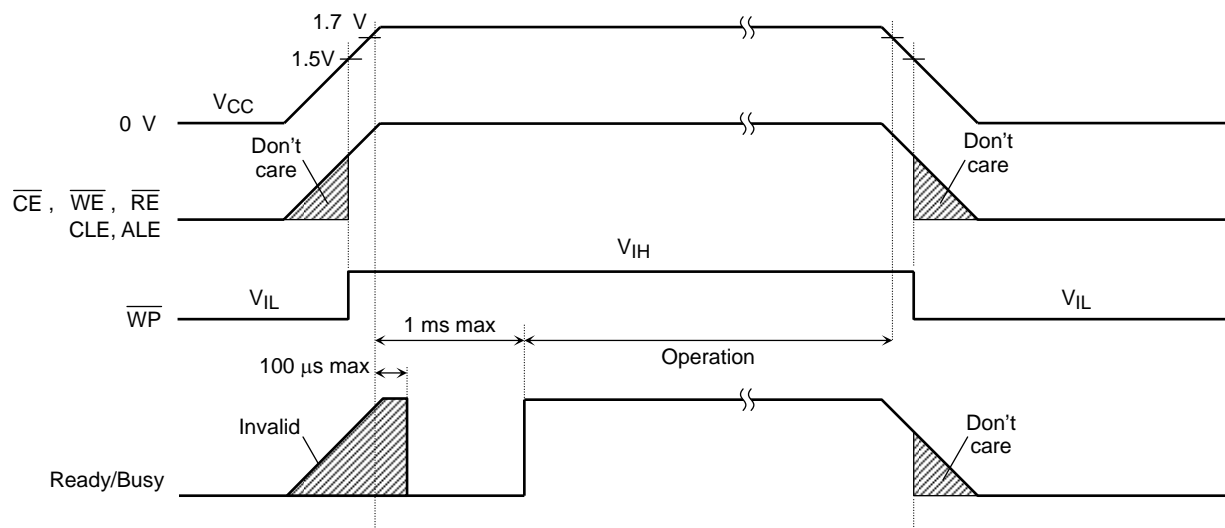 1.7 V
1.5V
VCC
0 V
Don't
care
Don't
care
CE , WE , RE
CLE, ALE
VIH
VIL
VIL
WP
1 ms max
Operation
100 μs max
Invalid
Don't
care
Ready/Busy